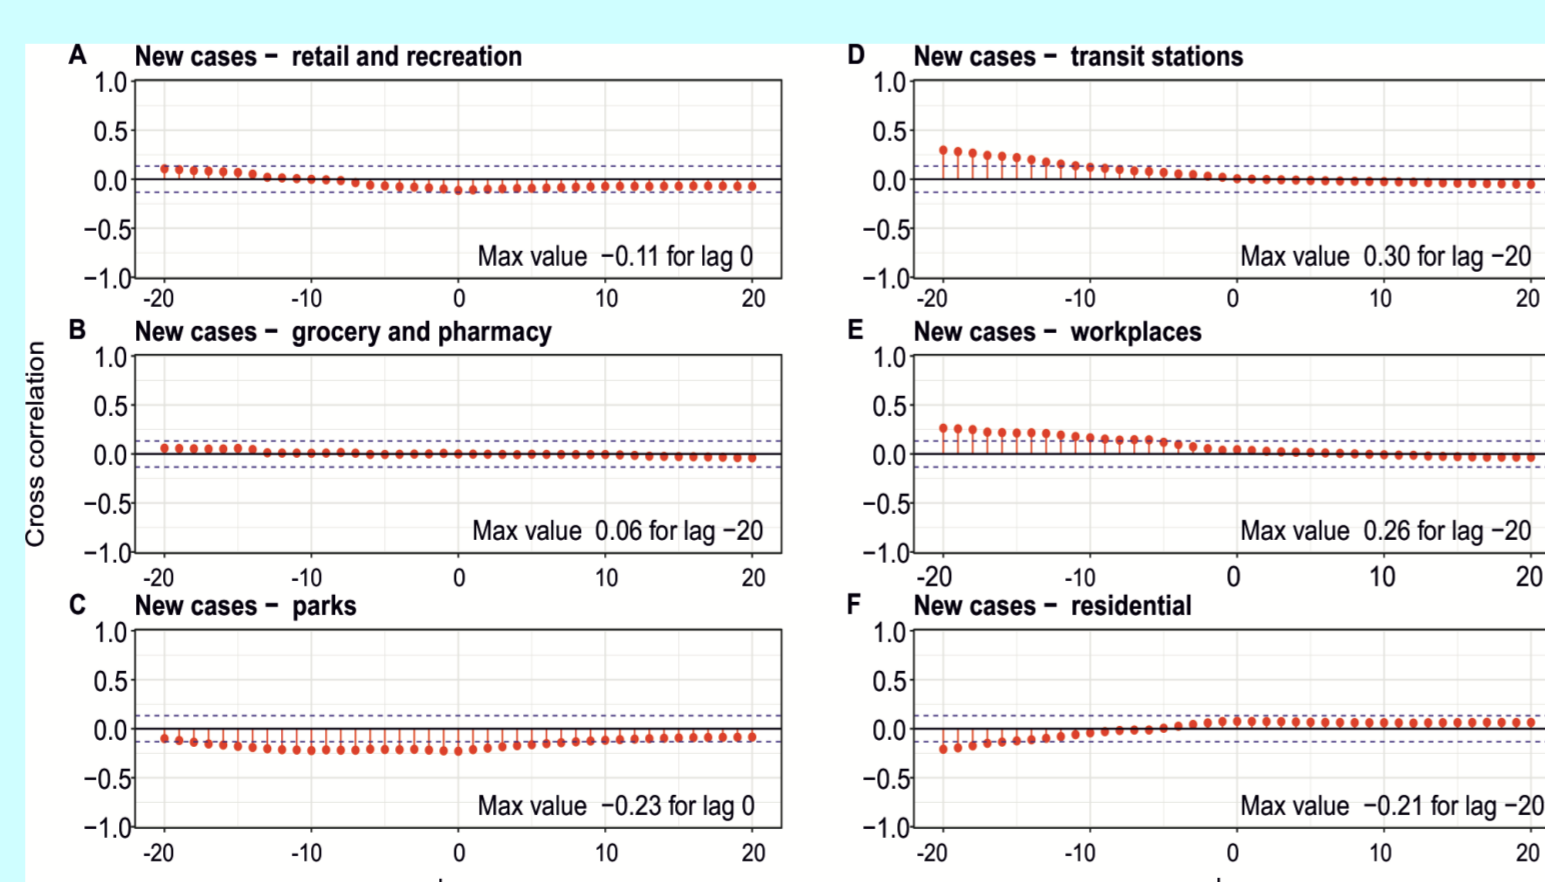 A New cases − retail and recreation
1.0
0.5
0.0
−0.5
−1.0
Max value −0.11 for lag 0
-20 -10 0 10 20
B New cases − grocery and pharmacy
1.0
0.5
0.0
−0.5
−1.0
Max value 0.06 for lag −20
-20 -10 0 10 20
C New cases − parks
1.0
0.5
0.0
−0.5
−1.0
Max value −0.23 for lag 0
-20 -10 0 10 20
Cross correlation
D New cases − transit stations
1.0
0.5
0.0
−0.5
−1.0
Max value 0.30 for lag −20
-20 -10 0 10 20
E New cases − workplaces
1.0
0.5
0.0
−0.5
−1.0
Max value 0.26 for lag −20
-20 -10 0 10 20
F New cases − residential
1.0
0.5
0.0
−0.5
−1.0
Max value −0.21 for lag −20
-20 -10 0 10 20